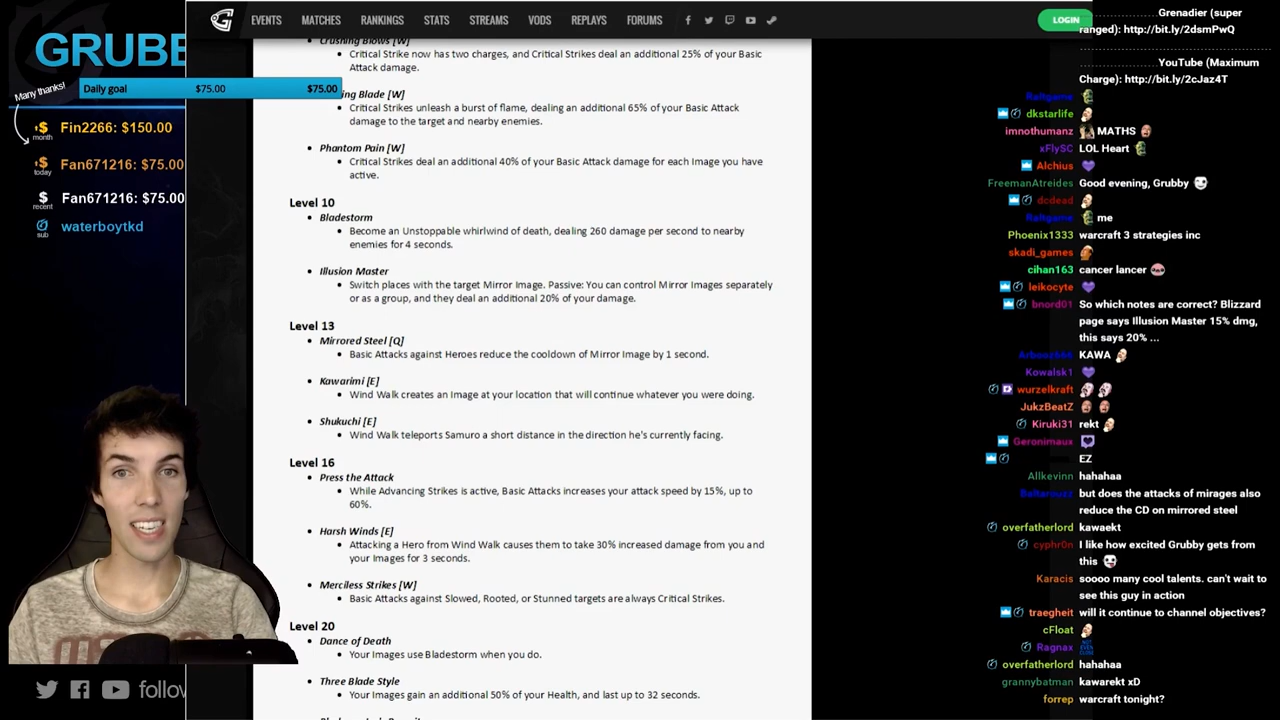 GRUBB
Many thanks!
Daily goal $75.00 $75.00
month Fin2266: $150.00
today Fan671216: $75.00
recent Fan671216: $75.00
sub waterboytkd
follow
EVENTS MATCHES RANKINGS STATS STREAMS VODS REPLAYS FORUMS LOGIN
Crushing Blows [W]
Critical Strike now has two charges, and Critical Strikes deal an additional 25% of your Basic
Attack damage.
ing Blade [W]
Critical Strikes unleash a burst of flame, dealing an additional 65% of your Basic Attack
damage to the target and nearby enemies.
Phantom Pain [W]
Critical Strikes deal an additional 40% of your Basic Attack damage for each Image you have
active.
Level 10
Bladestorm
Become an Unstoppable whirlwind of death, dealing 260 damage per second to nearby
enemies for 4 seconds.
Illusion Master
Switch places with the target Mirror Image. Passive: You can control Mirror Images separately
or as a group, and they deal an additional 20% of your damage.
Level 13
Mirrored Steel [Q]
Basic Attacks against Heroes reduce the cooldown of Mirror Image by 1 second.
Kawarimi [E]
Wind Walk creates an Image at your location that will continue whatever you were doing.
Shukuchi [E]
Wind Walk teleports Samuro a short distance in the direction he's currently facing.
Level 16
Press the Attack
While Advancing Strikes is active, Basic Attacks increases your attack speed by 15%, up to
60%.
Harsh Winds [E]
Attacking a Hero from Wind Walk causes them to take 30% increased damage from you and
your Images for 3 seconds.
Merciless Strikes [W]
Basic Attacks against Slowed, Rooted, or Stunned targets are always Critical Strikes.
Level 20
Dance of Death
Your Images use Bladestorm when you do.
Three Blade Style
Your Images gain an additional 50% of your Health, and last up to 32 seconds.
Grenadier (super
ranged): http://bit.ly/2dsmPwQ
YouTube (Maximum
Charge): http://bit.ly/2cJaz4T
Raltgame
dkstarlife
imnothumanz MATHS
xFlySC LOL Heart
Alchius
FreemanAtreides Good evening, Grubby
dcdead
Raltgame me
Phoenix1333 warcraft 3 strategies inc
skadi_games
cihan163 cancer lancer
leikocyte
bnord01 So which notes are correct? Blizzard
page says Illusion Master 15% dmg,
this says 20% ...
KAWA
Kowalsk1
wurzelkraft
JukzBeatZ
Kiruki31 rekt
Geronimaux
EZ
Allkevinn hahahaa
but does the attacks of mirages also
reduce the CD on mirrored steel
overfatherlord kawaekt
cyphr0n I like how excited Grubby gets from
this
Karacis soooo many cool talents. can't wait to
see this guy in action
traegheit will it continue to channel objectives?
cFloat
Ragnax NOT EVEN CLOSE
overfatherlord hahahaa
grannybatman kawarekt xD
forrep warcraft tonight?